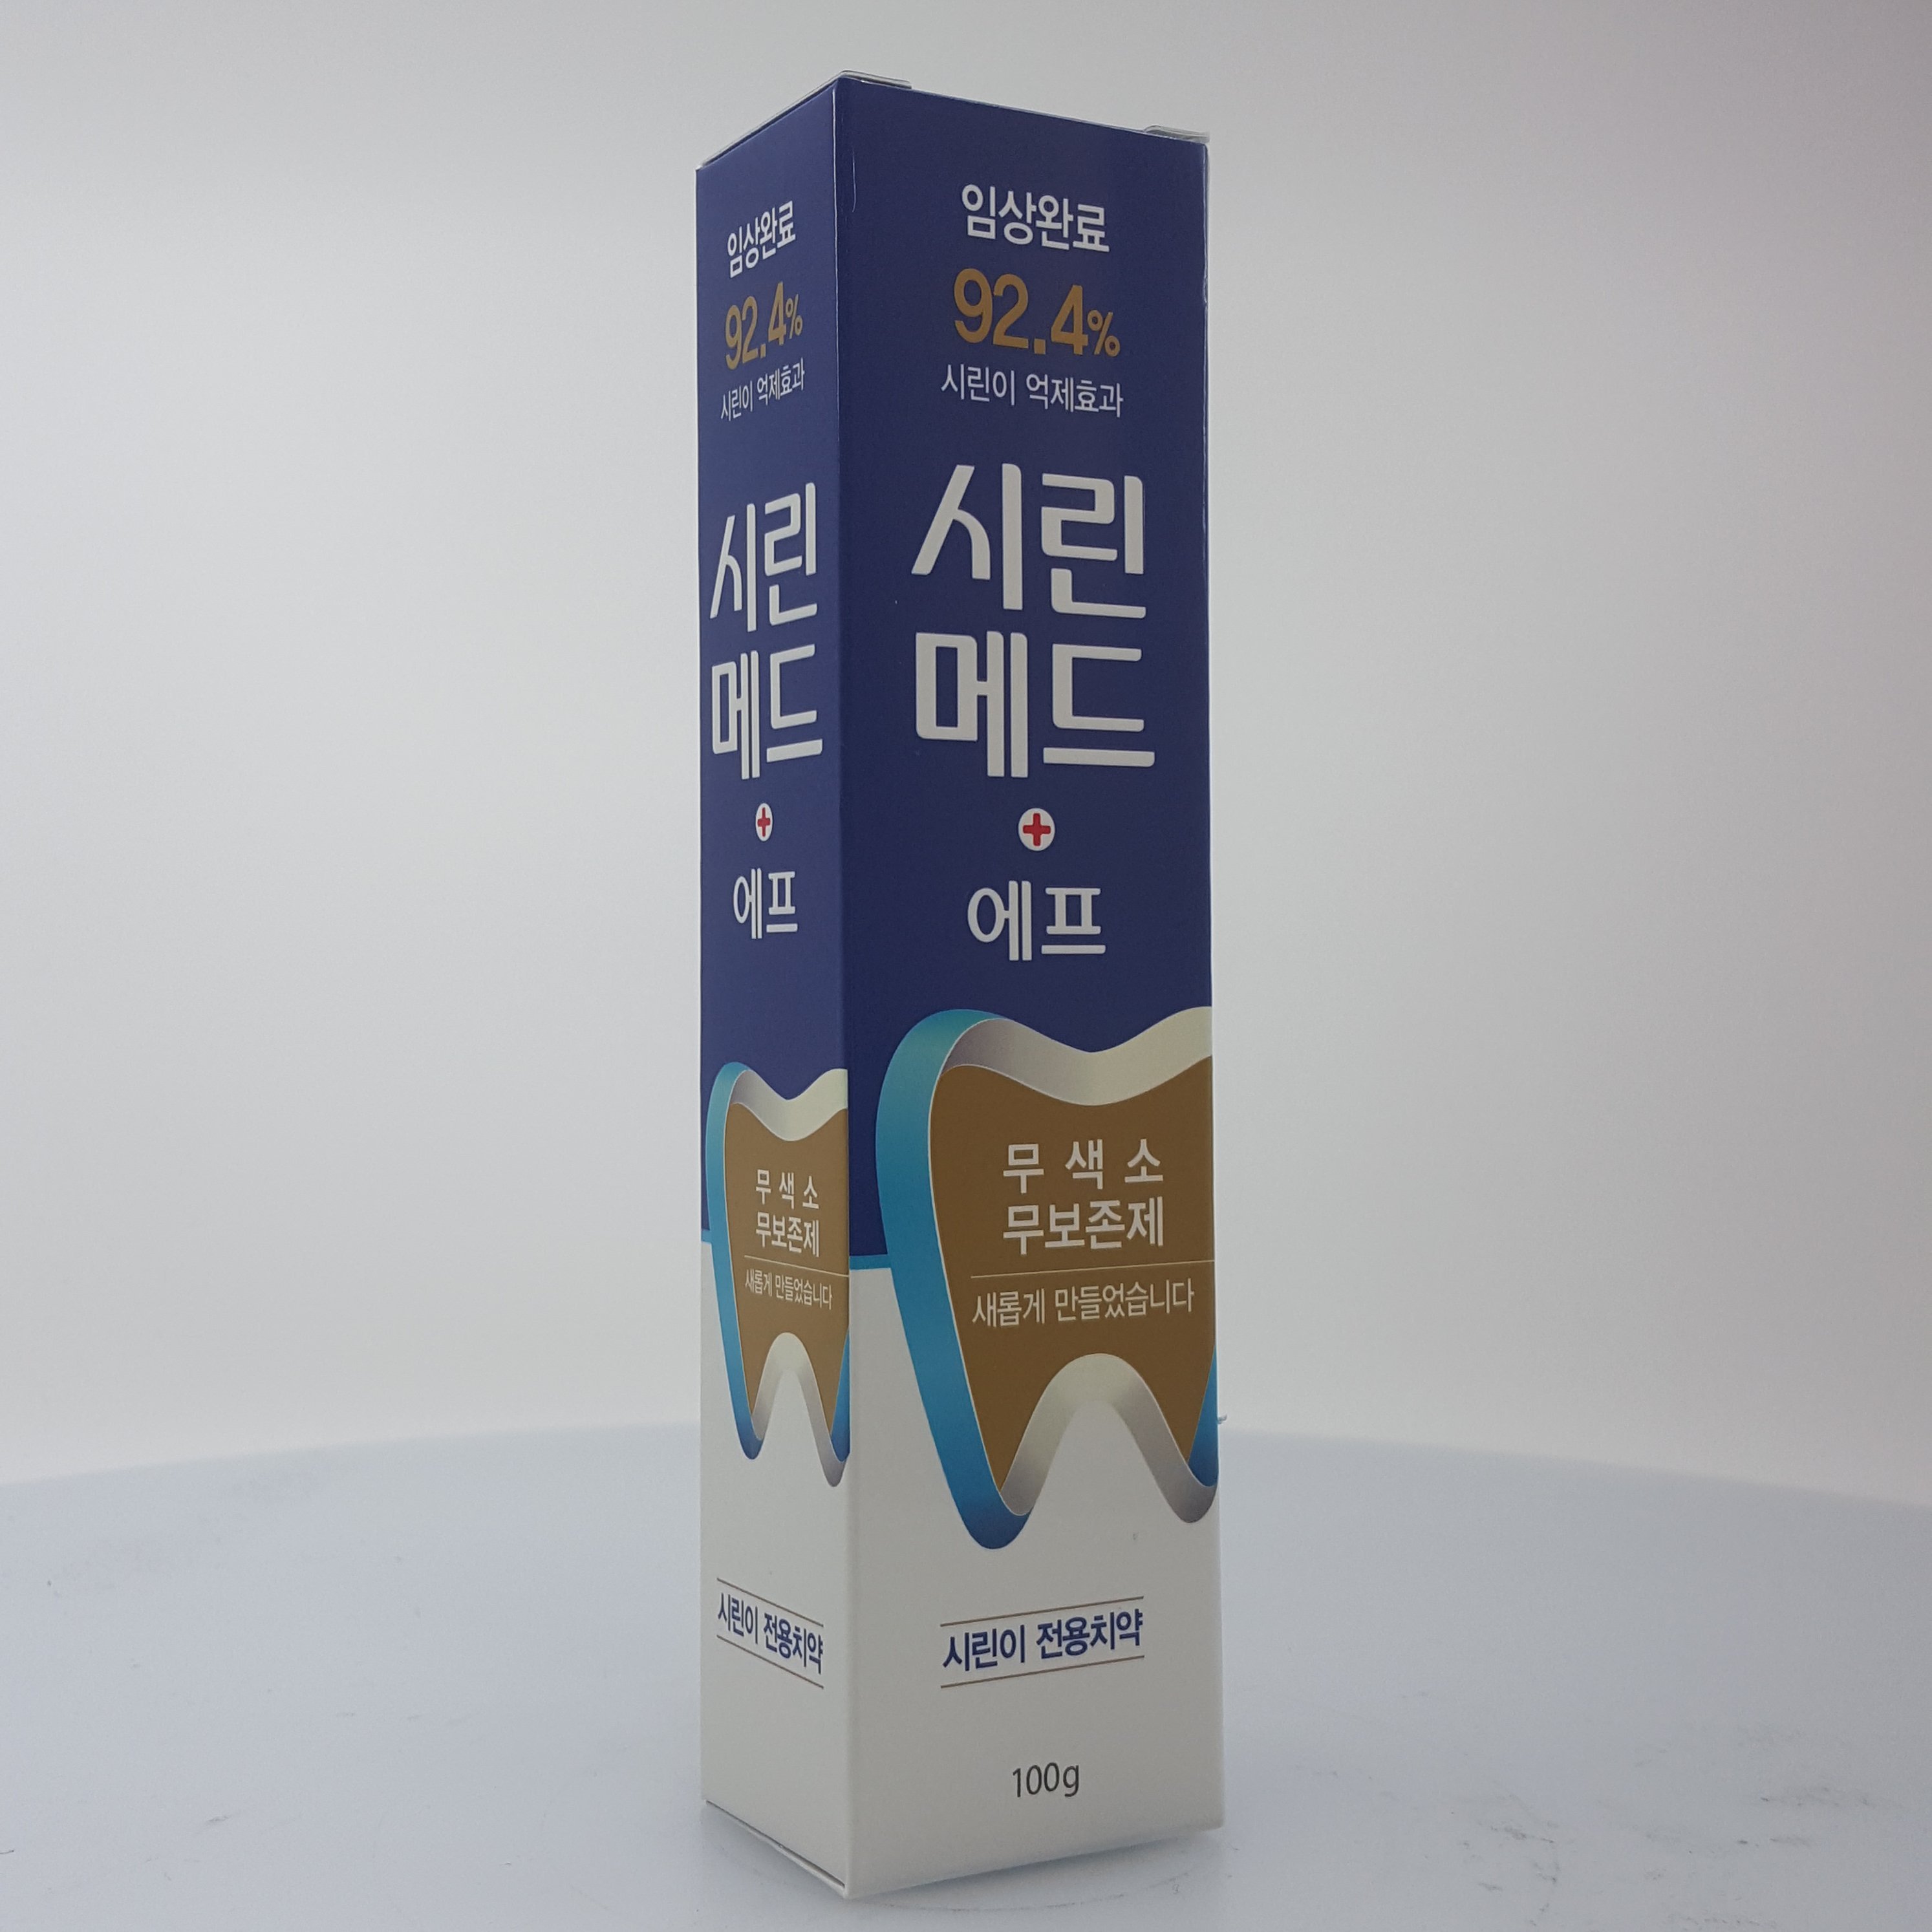 임상완료
92.4%
시린이 억제효과
시린
메드
에프
무 색 소
무보존제
새롭게 만들었습니다
시린이 전용치약
임상완료
92.4%
시린이 억제효과
시린
메드
에프
무 색 소
무보존제
새롭게 만들었습니다
시린이 전용치약
100g